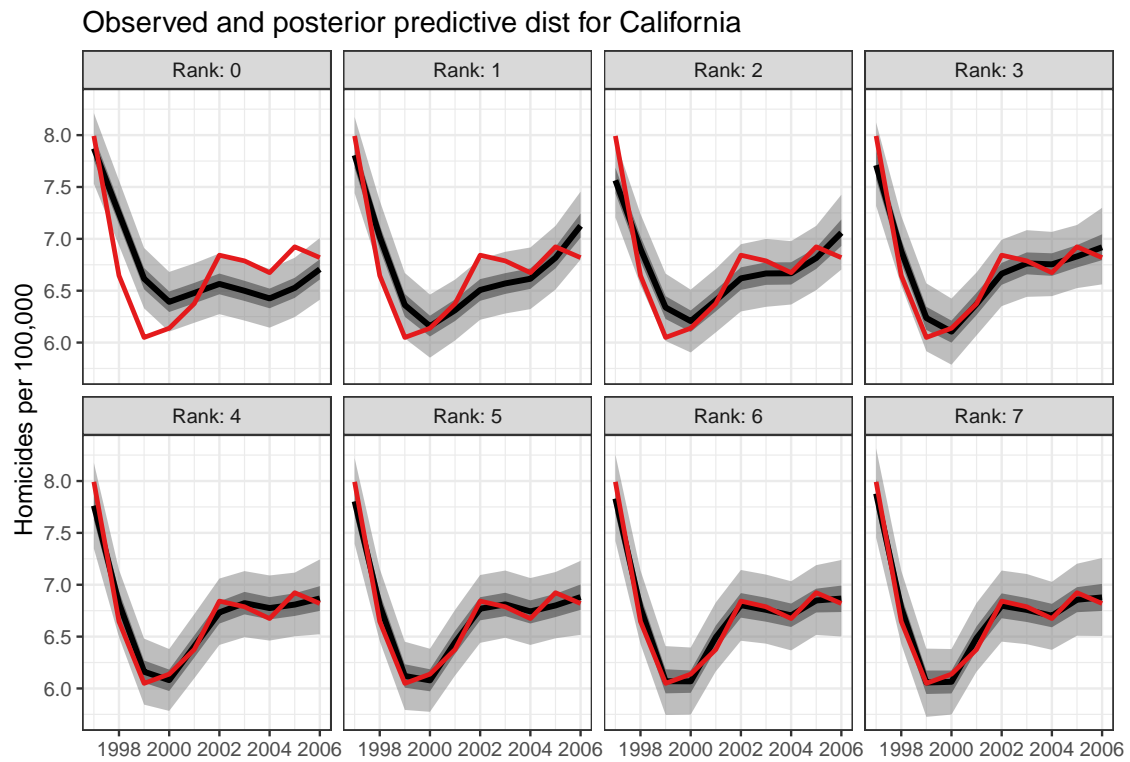 Observed and posterior predictive dist for California
Rank: 0 Rank: 1 Rank: 2 Rank: 3
8.0
7.5
7.0
6.5
6.0
Homicides per 100,000
Rank: 4 Rank: 5 Rank: 6 Rank: 7
8.0
7.5
7.0
6.5
6.0
1998 2000 2002 2004 2006 1998 2000 2002 2004 2006 1998 2000 2002 2004 2006 1998 2000 2002 2004 2006